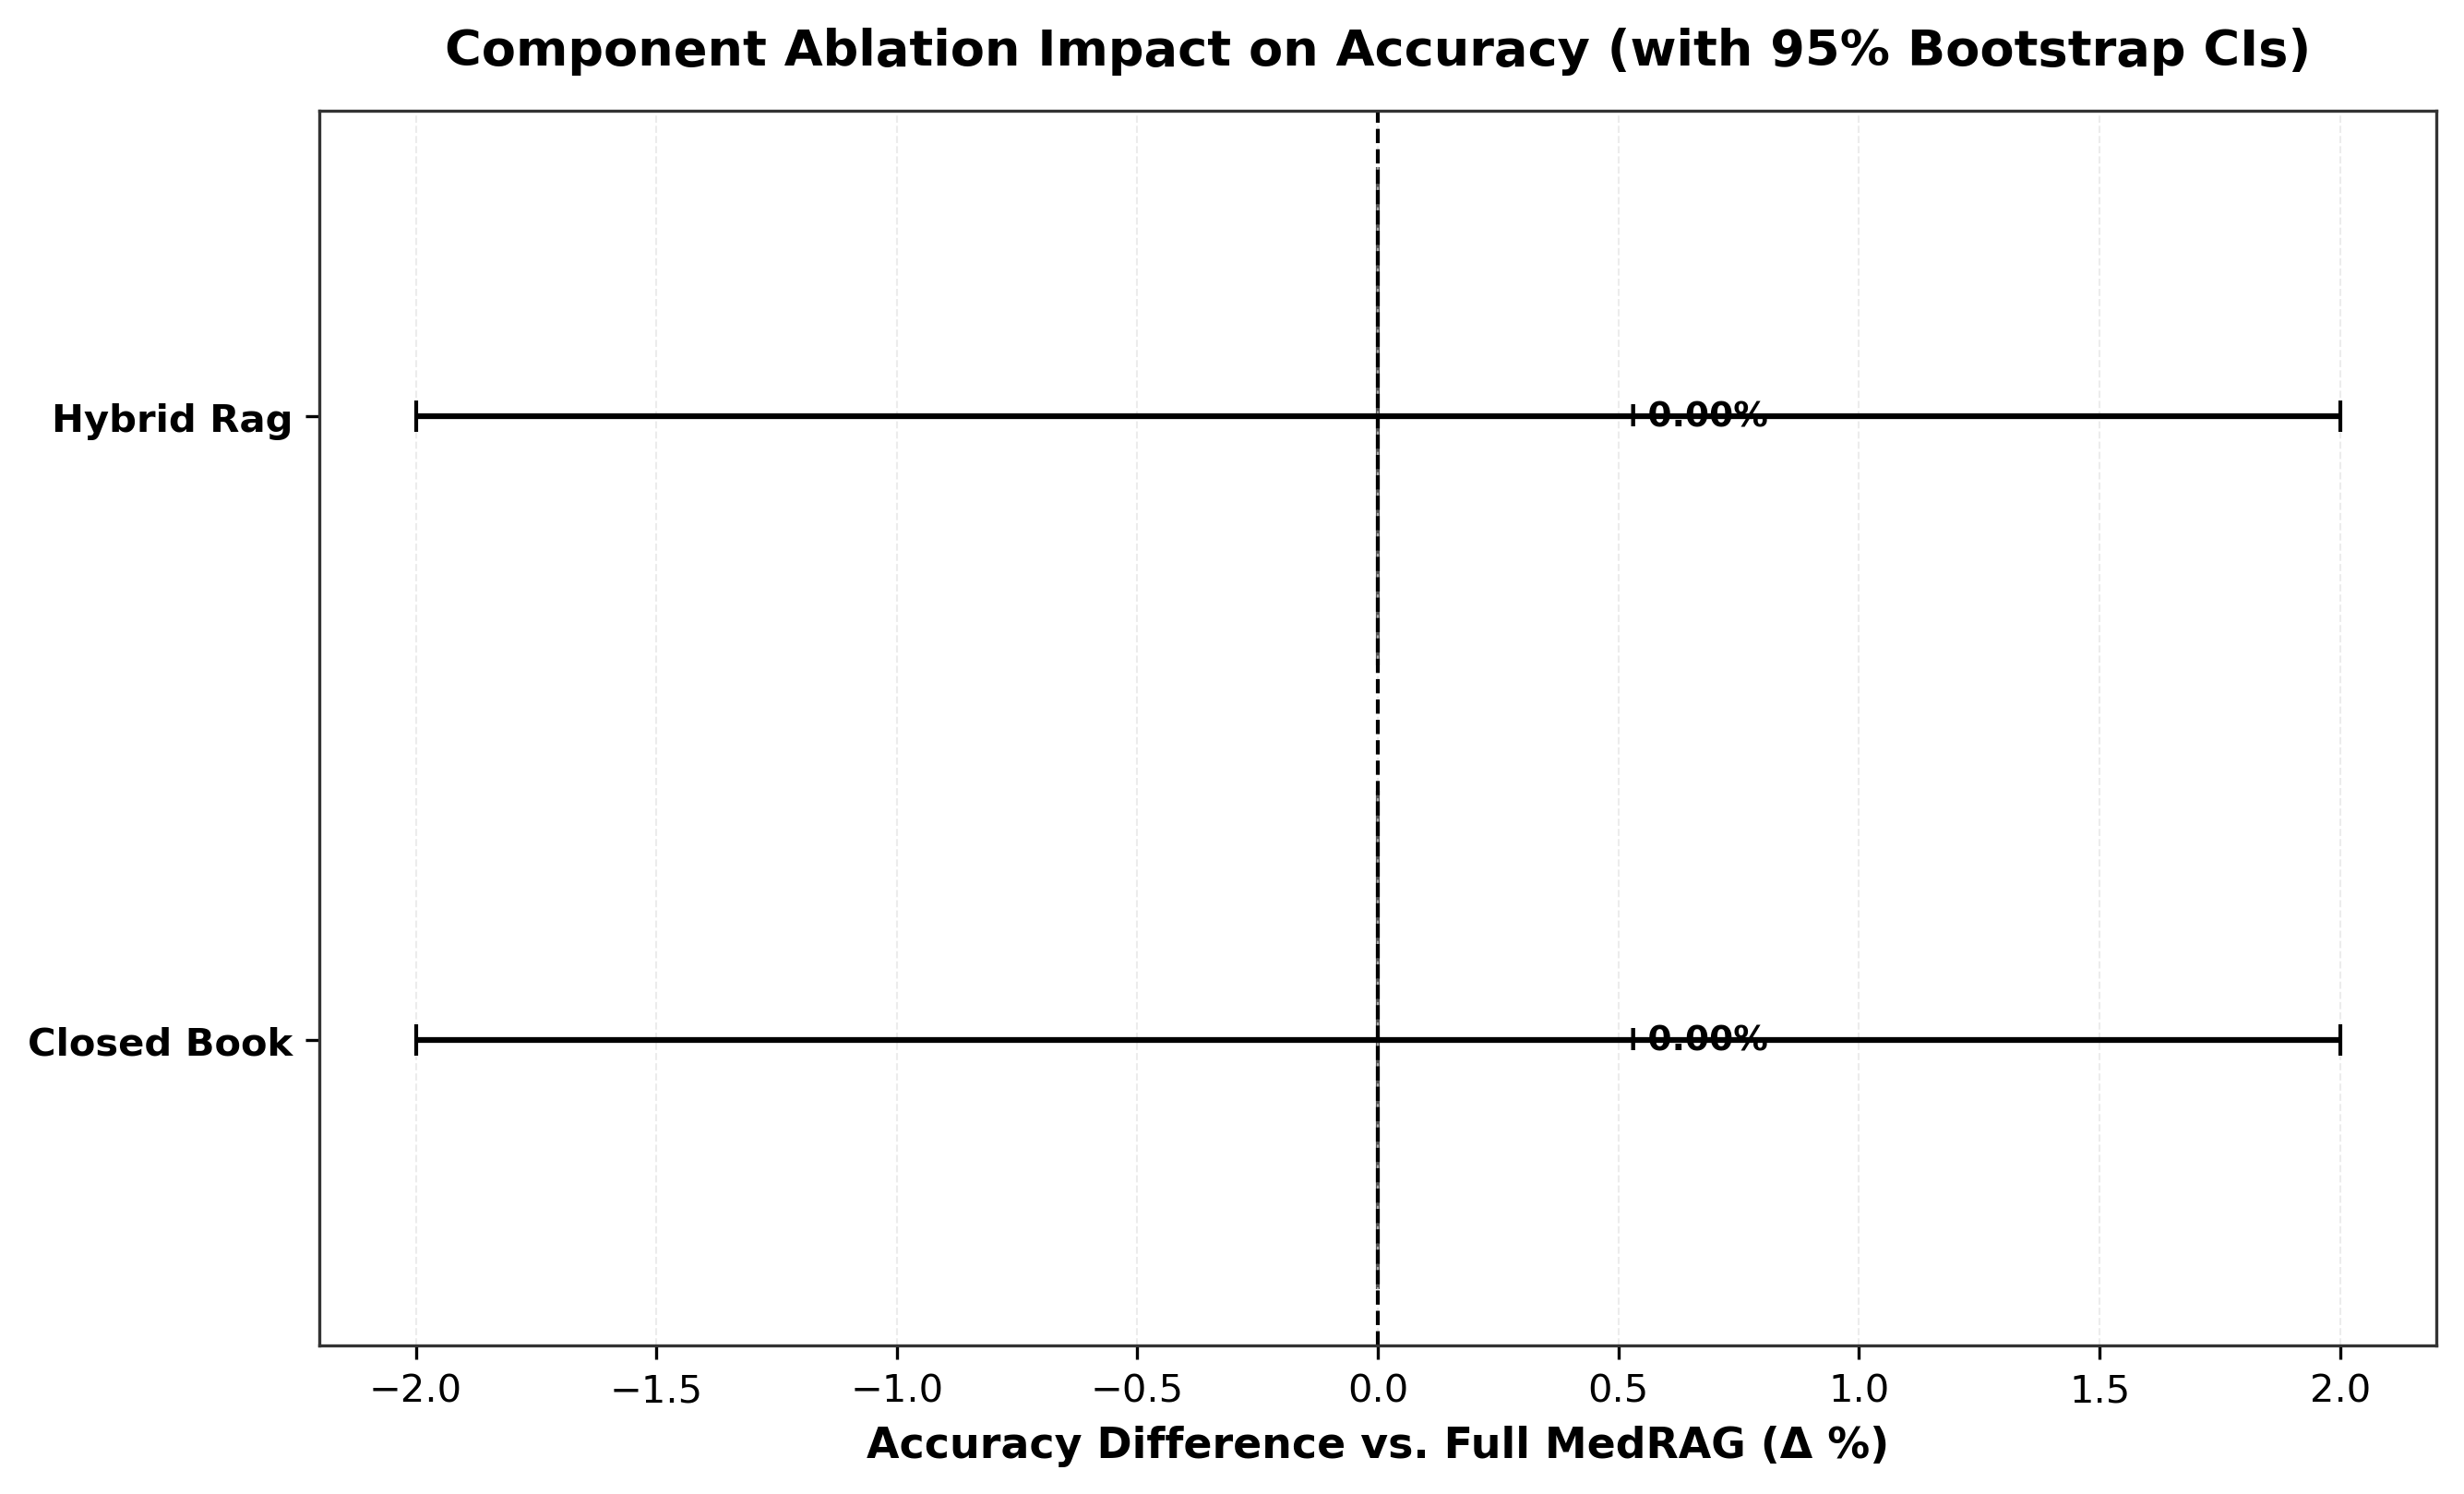 Component Ablation Impact on Accuracy (with 95% Bootstrap CIs)
Hybrid Rag
+0.00%
Closed Book
+0.00%
−2.0 −1.5 −1.0 −0.5 0.0 0.5 1.0 1.5 2.0
Accuracy Difference vs. Full MedRAG (Δ %)